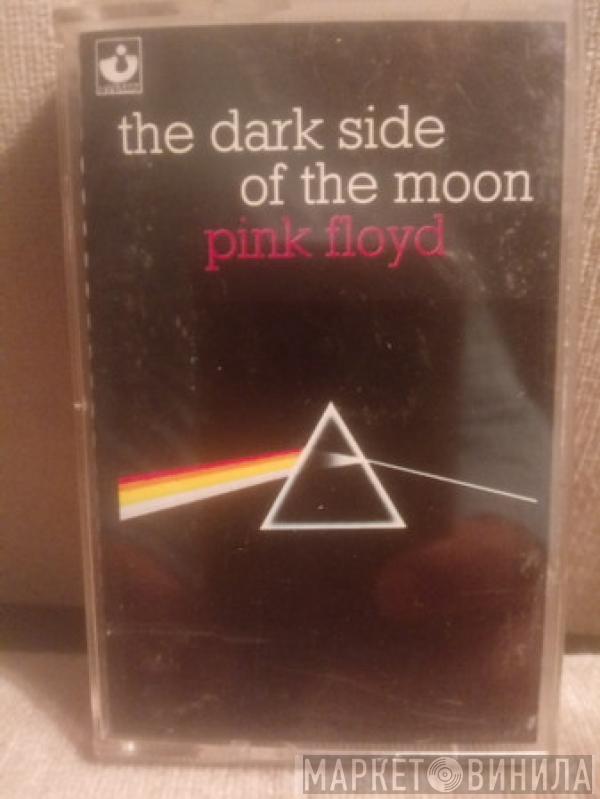 the dark side
of the moon
pink floyd
МАРКЕТ ВИНИЛА